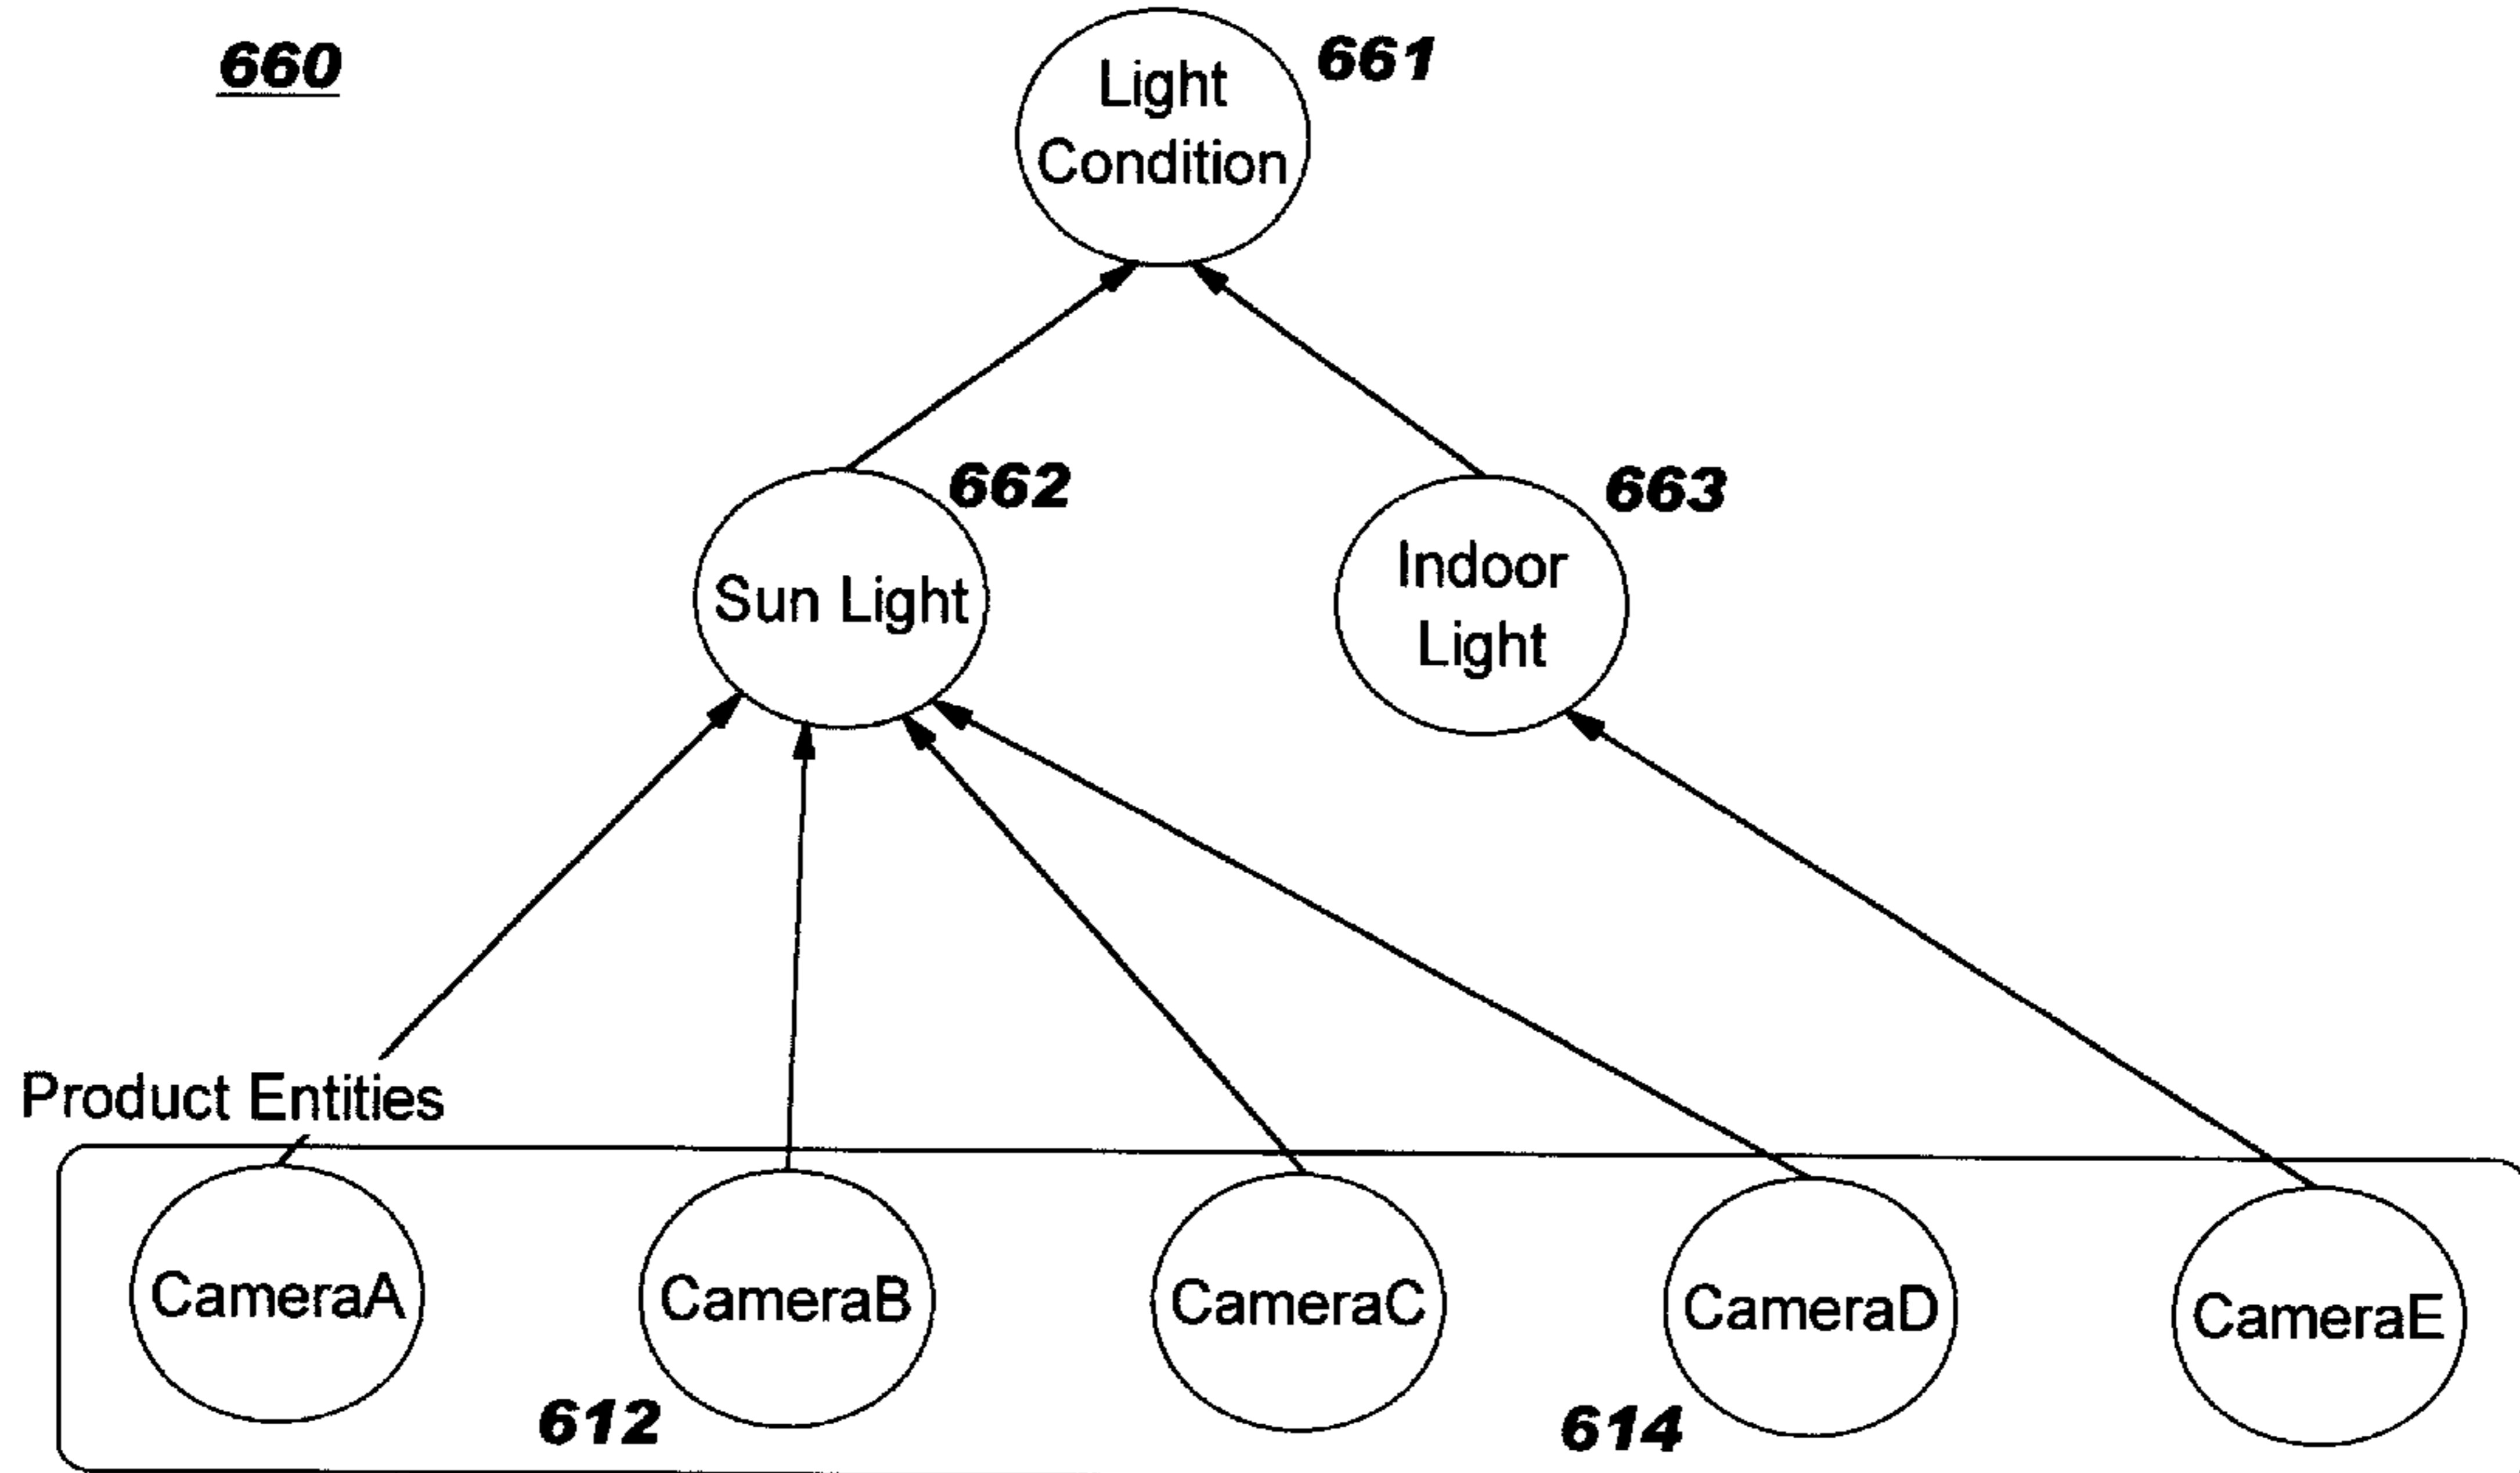 660
661
Light
Condition
662
663
Sun Light
Indoor
Light
Product Entities
CameraA
CameraB
CameraC
CameraD
CameraE
612
614